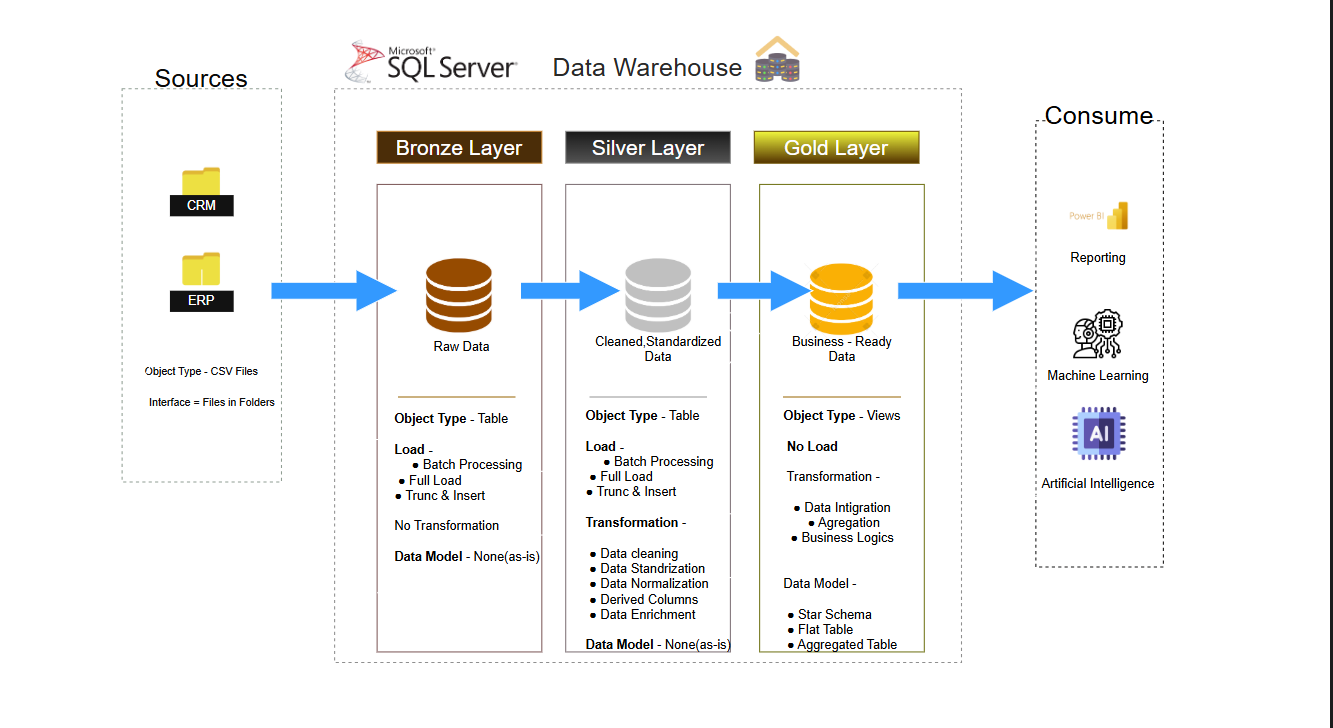 Sources
CRM
ERP
Object Type - CSV Files
Interface = Files in Folders
Microsoft®
SQL Server
Data Warehouse
Bronze Layer
Raw Data
Object Type - Table
Load -
● Batch Processing
● Full Load
● Trunc & Insert
No Transformation
Data Model - None(as-is)
Silver Layer
Cleaned,Standardized
Data
Object Type - Table
Load -
● Batch Processing
● Full Load
● Trunc & Insert
Transformation -
● Data cleaning
● Data Standrization
● Data Normalization
● Derived Columns
● Data Enrichment
Data Model - None(as-is)
Gold Layer
Business - Ready
Data
Object Type - Views
No Load
Transformation -
● Data Intigration
● Agregation
● Business Logics
Data Model -
● Star Schema
● Flat Table
● Aggregated Table
Consume
Power BI
Reporting
Machine Learning
AI
Artificial Intelligence